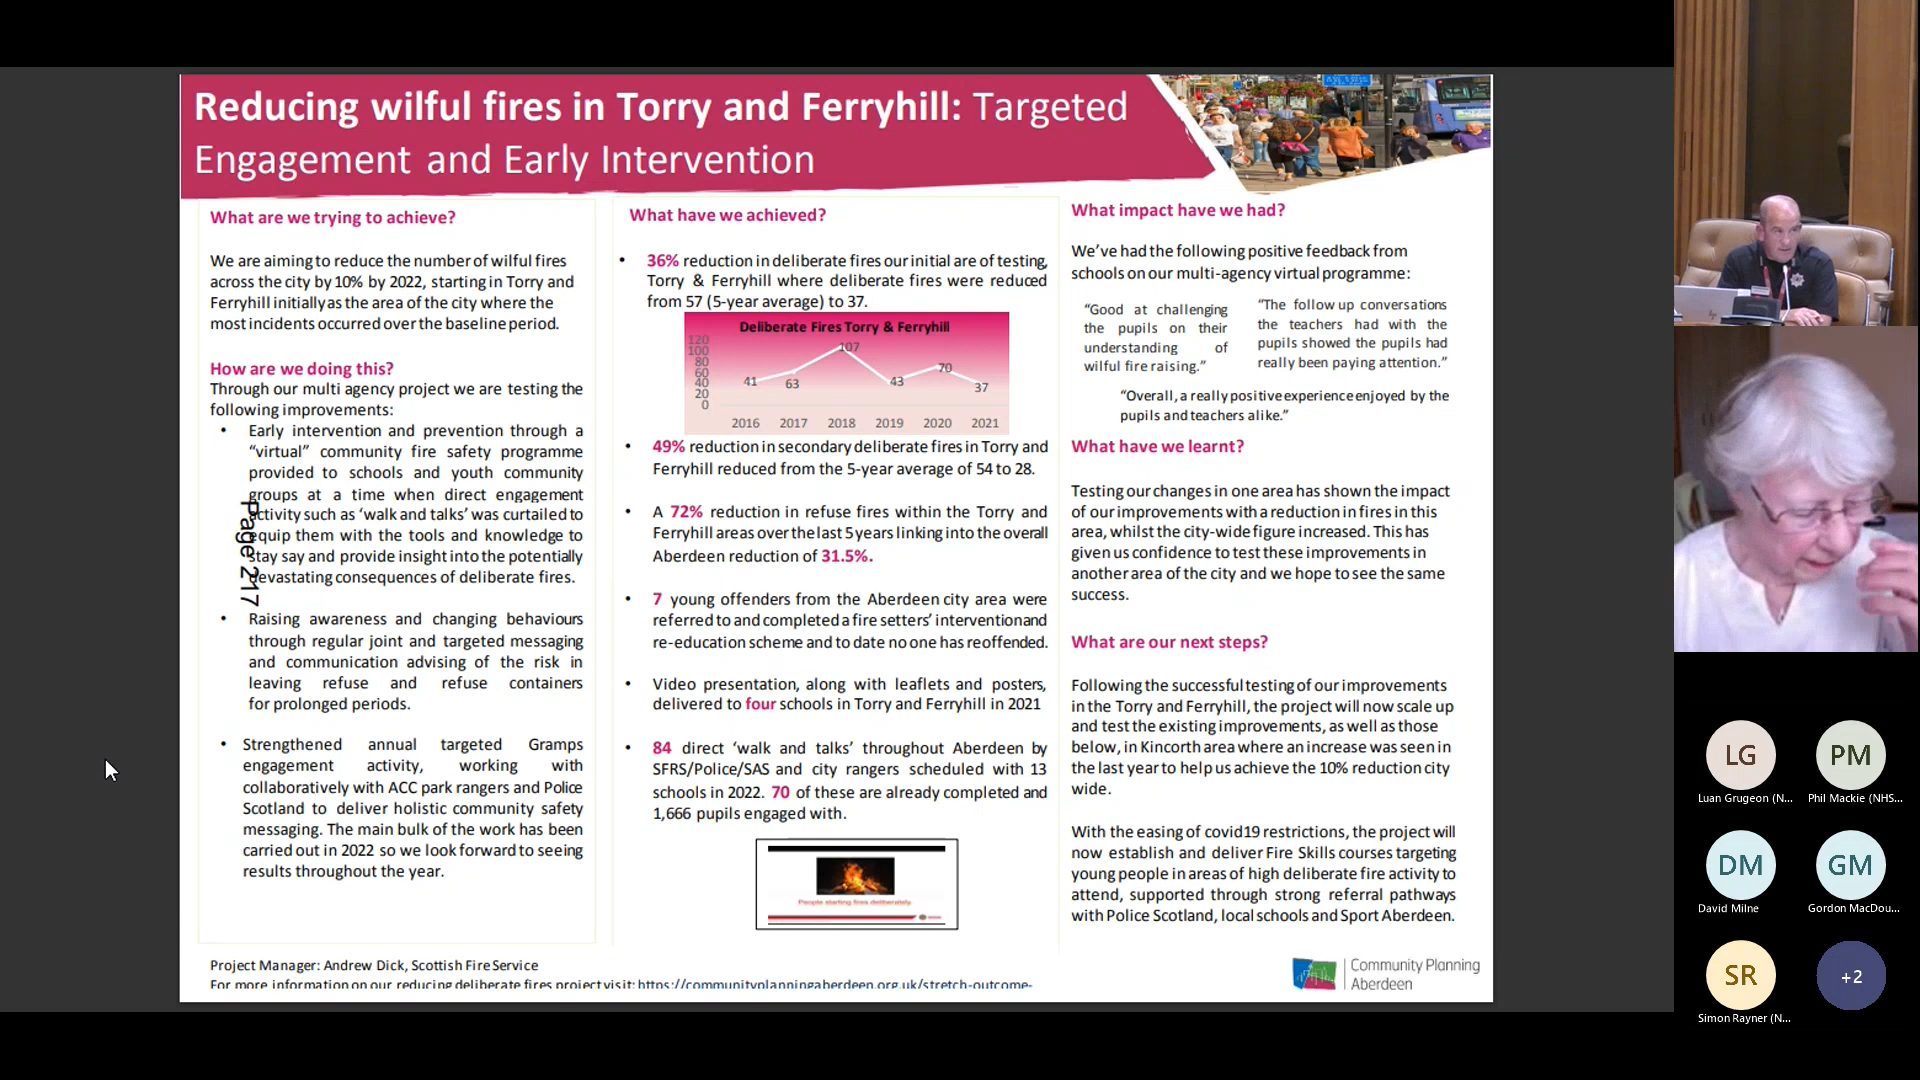 Reducing wilful fires in Torry and Ferryhill: Targeted
Engagement and Early Intervention
What are we trying to achieve?
We are aiming to reduce the number of wilful fires
across the city by 10% by 2022, starting in Torry and
Ferryhill initially as the area of the city where the
most incidents occurred over the baseline period.
How are we doing this?
Through our multi agency project we are testing the
following improvements:
• Early intervention and prevention through a
“virtual” community fire safety programme
provided to schools and youth community
groups at a time when direct engagement
activity such as ‘walk and talks’ was curtailed to
equip them with the tools and knowledge to
stay say and provide insight into the potentially
devastating consequences of deliberate fires.
Page 217
• Raising awareness and changing behaviours
through regular joint and targeted messaging
and communication advising of the risk in
leaving refuse and refuse containers
for prolonged periods.
• Strengthened annual targeted Gramps
engagement activity, working with
collaboratively with ACC park rangers and Police
Scotland to deliver holistic community safety
messaging. The main bulk of the work has been
carried out in 2022 so we look forward to seeing
results throughout the year.
What have we achieved?
• 36% reduction in deliberate fires our initial are of testing,
Torry & Ferryhill where deliberate fires were reduced
from 57 (5-year average) to 37.
Deliberate Fires Torry & Ferryhill
120
100
80
60
40
20
0
41
63
107
43
70
37
2016 2017 2018 2019 2020 2021
• 49% reduction in secondary deliberate fires in Torry and
Ferryhill reduced from the 5-year average of 54 to 28.
• A 72% reduction in refuse fires within the Torry and
Ferryhill areas over the last 5 years linking into the overall
Aberdeen reduction of 31.5%.
• 7 young offenders from the Aberdeen city area were
referred to and completed a fire setters’ intervention and
re-education scheme and to date no one has reoffended.
• Video presentation, along with leaflets and posters,
delivered to four schools in Torry and Ferryhill in 2021
• 84 direct ‘walk and talks’ throughout Aberdeen by
SFRS/Police/SAS and city rangers scheduled with 13
schools in 2022. 70 of these are already completed and
1,666 pupils engaged with.
People starting fires deliberately.
What impact have we had?
We’ve had the following positive feedback from
schools on our multi-agency virtual programme:
“Good at challenging
the pupils on their
understanding of
wilful fire raising.”
“The follow up conversations
the teachers had with the
pupils showed the pupils had
really been paying attention.”
“Overall, a really positive experience enjoyed by the
pupils and teachers alike.”
What have we learnt?
Testing our changes in one area has shown the impact
of our improvements with a reduction in fires in this
area, whilst the city-wide figure increased. This has
given us confidence to test these improvements in
another area of the city and we hope to see the same
success.
What are our next steps?
Following the successful testing of our improvements
in the Torry and Ferryhill, the project will now scale up
and test the existing improvements, as well as those
below, in Kincorth area where an increase was seen in
the last year to help us achieve the 10% reduction city
wide.
With the easing of covid19 restrictions, the project will
now establish and deliver Fire Skills courses targeting
young people in areas of high deliberate fire activity to
attend, supported through strong referral pathways
with Police Scotland, local schools and Sport Aberdeen.
Project Manager: Andrew Dick, Scottish Fire Service
For more information on our reducing deliberate fires project visit: https://communityplanningaberdeen.org.uk/stretch-outcome-
Community Planning
Aberdeen
LG
Luan Grugeon (N...
PM
Phil Mackie (NHS...
DM
David Milne
GM
Gordon MacDou...
SR
Simon Rayner (N...
+2